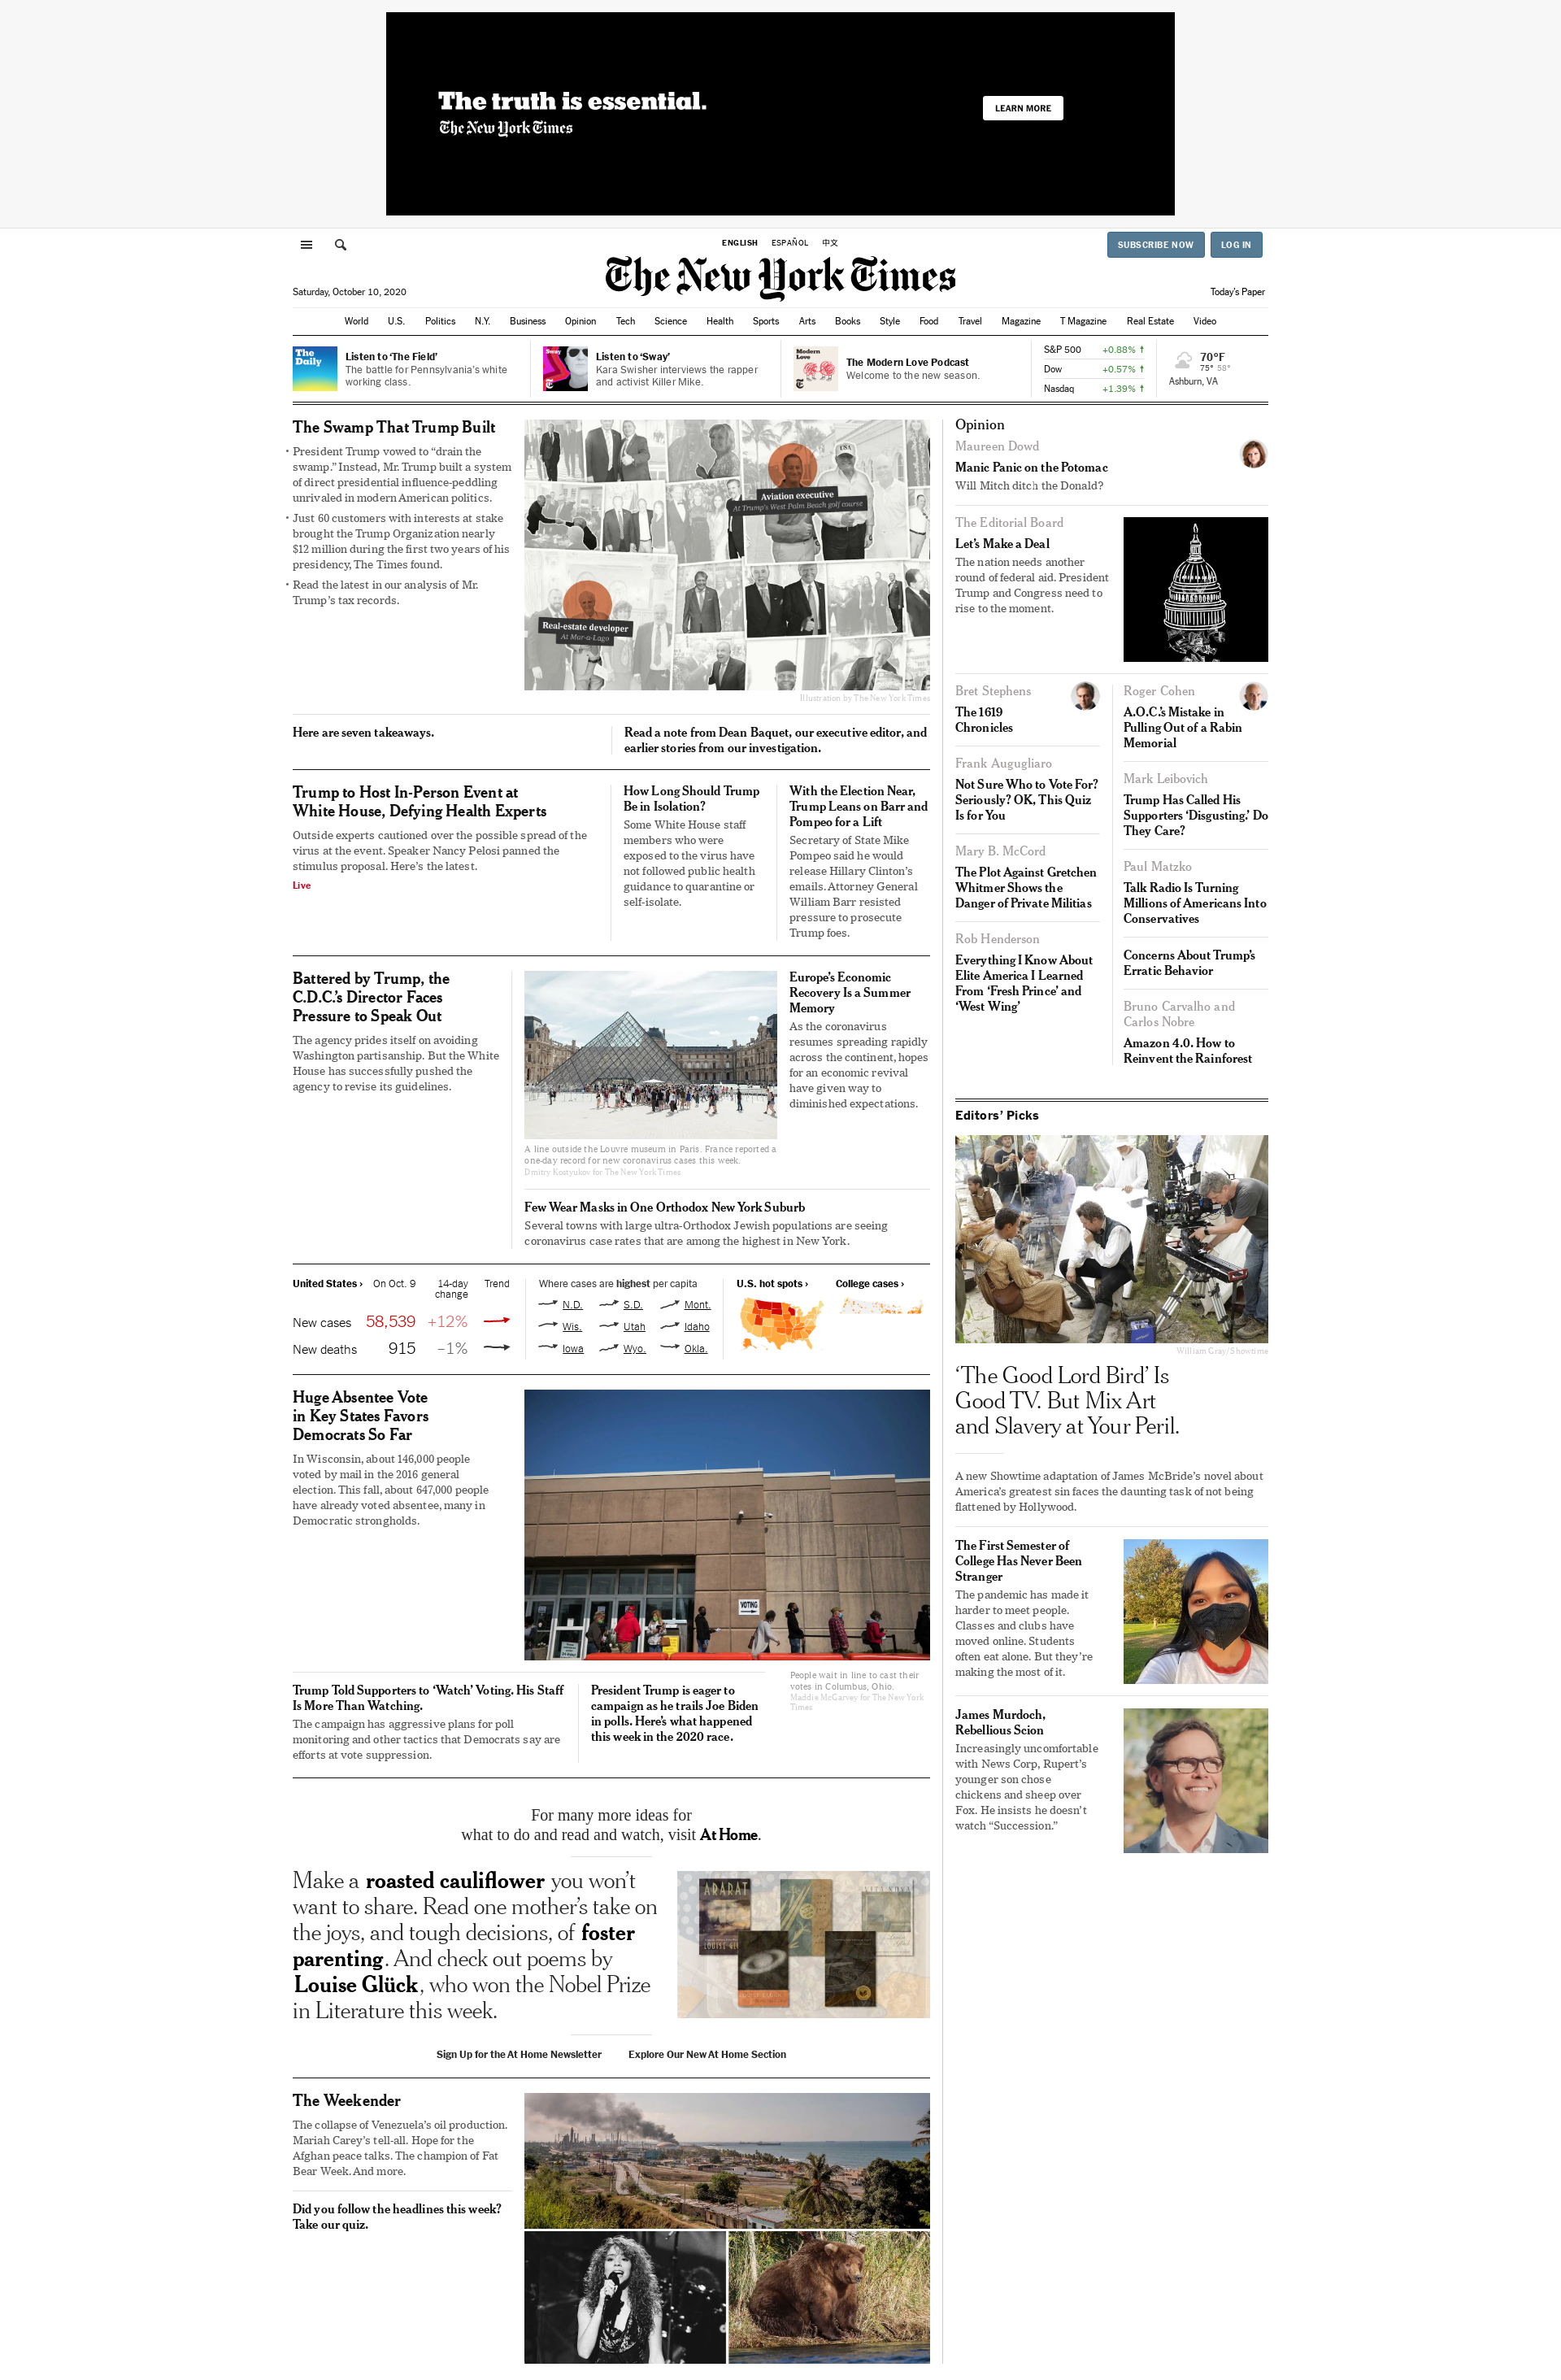 The truth is essential.
The New York Times
LEARN MORE
ENGLISH ESPAÑOL 中文
SUBSCRIBE NOW LOG IN
The New York Times
Saturday, October 10, 2020
Today's Paper
World U.S. Politics N.Y. Business Opinion Tech Science Health Sports Arts Books Style Food Travel Magazine T Magazine Real Estate Video
The Daily
Listen to ‘The Field’
The battle for Pennsylvania’s white
working class.
Sway
Listen to ‘Sway’
Kara Swisher interviews the rapper
and activist Killer Mike.
Modern Love
The Modern Love Podcast
Welcome to the new season.
S&P 500 +0.88% ↑
Dow +0.57% ↑
Nasdaq +1.39% ↑
70°F
75° 58°
Ashburn, VA
The Swamp That Trump Built
• President Trump vowed to “drain the
swamp.” Instead, Mr. Trump built a system
of direct presidential influence-peddling
unrivaled in modern American politics.
• Just 60 customers with interests at stake
brought the Trump Organization nearly
$12 million during the first two years of his
presidency, The Times found.
• Read the latest in our analysis of Mr.
Trump’s tax records.
USA
Aviation executive
At Trump's West Palm Beach golf course
Real-estate developer
At Mar-a-Lago
Illustration by The New York Times
Here are seven takeaways.
Read a note from Dean Baquet, our executive editor, and
earlier stories from our investigation.
Trump to Host In-Person Event at
White House, Defying Health Experts
Outside experts cautioned over the possible spread of the
virus at the event. Speaker Nancy Pelosi panned the
stimulus proposal. Here’s the latest.
Live
How Long Should Trump
Be in Isolation?
Some White House staff
members who were
exposed to the virus have
not followed public health
guidance to quarantine or
self-isolate.
With the Election Near,
Trump Leans on Barr and
Pompeo for a Lift
Secretary of State Mike
Pompeo said he would
release Hillary Clinton’s
emails. Attorney General
William Barr resisted
pressure to prosecute
Trump foes.
Battered by Trump, the
C.D.C.’s Director Faces
Pressure to Speak Out
The agency prides itself on avoiding
Washington partisanship. But the White
House has successfully pushed the
agency to revise its guidelines.
A line outside the Louvre museum in Paris. France reported a
one-day record for new coronavirus cases this week.
Dmitry Kostyukov for The New York Times
Europe’s Economic
Recovery Is a Summer
Memory
As the coronavirus
resumes spreading rapidly
across the continent, hopes
for an economic revival
have given way to
diminished expectations.
Few Wear Masks in One Orthodox New York Suburb
Several towns with large ultra-Orthodox Jewish populations are seeing
coronavirus case rates that are among the highest in New York.
United States › On Oct. 9 14-day change Trend
New cases 58,539 +12%
New deaths 915 –1%
Where cases are highest per capita
N.D. S.D. Mont.
Wis. Utah Idaho
Iowa Wyo. Okla.
U.S. hot spots › College cases ›
Huge Absentee Vote
in Key States Favors
Democrats So Far
In Wisconsin, about 146,000 people
voted by mail in the 2016 general
election. This fall, about 647,000 people
have already voted absentee, many in
Democratic strongholds.
VOTING
People wait in line to cast their
votes in Columbus, Ohio.
Maddie McGarvey for The New York
Times
Trump Told Supporters to ‘Watch’ Voting. His Staff
Is More Than Watching.
The campaign has aggressive plans for poll
monitoring and other tactics that Democrats say are
efforts at vote suppression.
President Trump is eager to
campaign as he trails Joe Biden
in polls. Here’s what happened
this week in the 2020 race.
For many more ideas for
what to do and read and watch, visit At Home.
Make a roasted cauliflower you won’t
want to share. Read one mother’s take on
the joys, and tough decisions, of foster
parenting. And check out poems by
Louise Glück, who won the Nobel Prize
in Literature this week.
ARARAT
Sign Up for the At Home Newsletter Explore Our New At Home Section
The Weekender
The collapse of Venezuela’s oil production.
Mariah Carey’s tell-all. Hope for the
Afghan peace talks. The champion of Fat
Bear Week. And more.
Did you follow the headlines this week?
Take our quiz.
Opinion
Maureen Dowd
Manic Panic on the Potomac
Will Mitch ditch the Donald?
The Editorial Board
Let’s Make a Deal
The nation needs another
round of federal aid. President
Trump and Congress need to
rise to the moment.
Bret Stephens
The 1619
Chronicles
Frank Augugliaro
Not Sure Who to Vote For?
Seriously? OK, This Quiz
Is for You
Mary B. McCord
The Plot Against Gretchen
Whitmer Shows the
Danger of Private Militias
Rob Henderson
Everything I Know About
Elite America I Learned
From ‘Fresh Prince’ and
‘West Wing’
Roger Cohen
A.O.C.’s Mistake in
Pulling Out of a Rabin
Memorial
Mark Leibovich
Trump Has Called His
Supporters ‘Disgusting.’ Do
They Care?
Paul Matzko
Talk Radio Is Turning
Millions of Americans Into
Conservatives
Concerns About Trump’s
Erratic Behavior
Bruno Carvalho and
Carlos Nobre
Amazon 4.0. How to
Reinvent the Rainforest
Editors’ Picks
William Gray/Showtime
‘The Good Lord Bird’ Is
Good TV. But Mix Art
and Slavery at Your Peril.
A new Showtime adaptation of James McBride’s novel about
America’s greatest sin faces the daunting task of not being
flattened by Hollywood.
The First Semester of
College Has Never Been
Stranger
The pandemic has made it
harder to meet people.
Classes and clubs have
moved online. Students
often eat alone. But they’re
making the most of it.
James Murdoch,
Rebellious Scion
Increasingly uncomfortable
with News Corp, Rupert’s
younger son chose
chickens and sheep over
Fox. He insists he doesn’t
watch “Succession.”